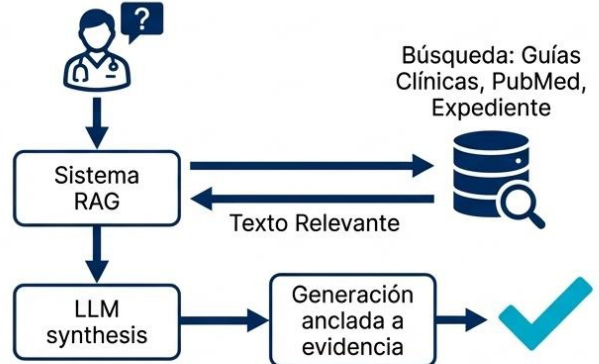 ?
Búsqueda: Guías
Clínicas, PubMed,
Expediente
Sistema
RAG
Texto Relevante
LLM
synthesis
Generación
anclada a
evidencia